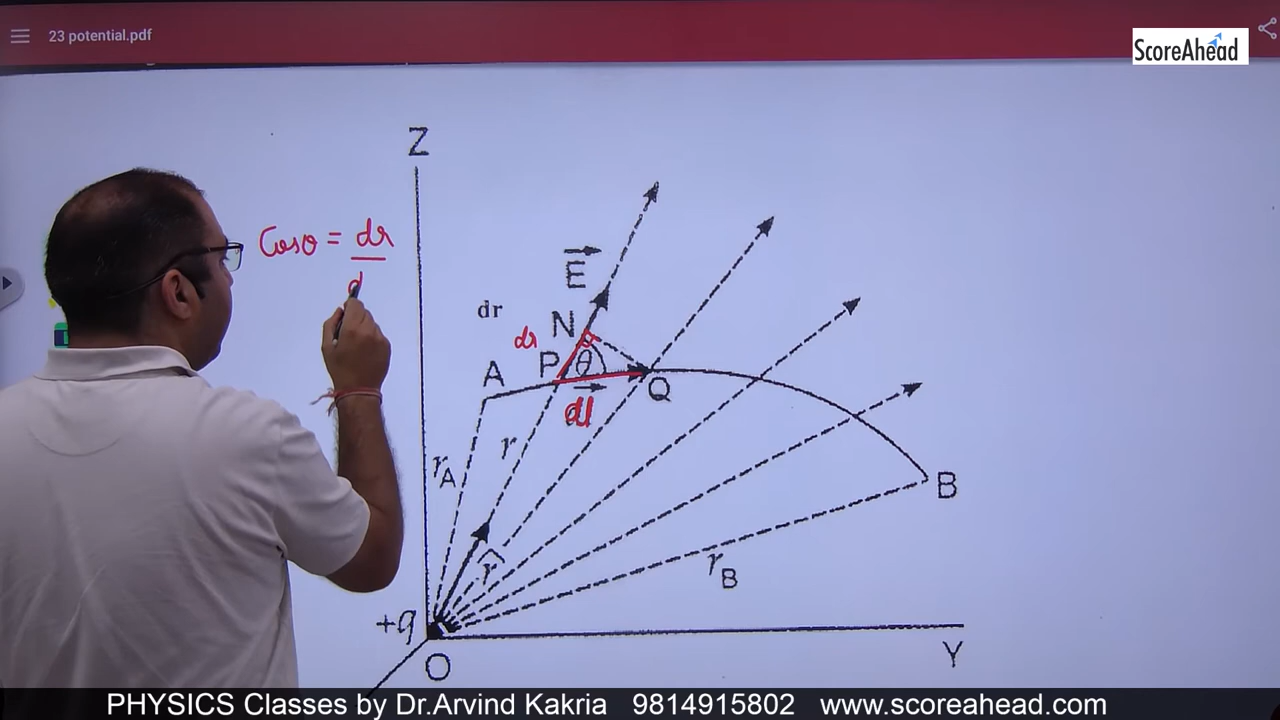 23 potential.pdf
ScoreAhead
Z
Cosθ = dr
d
E
dr
N
dr
P
θ
A
Q
dl
r
rA
B
r̂
rB
+q
O
Y
PHYSICS Classes by Dr.Arvind Kakria 9814915802 www.scoreahead.com